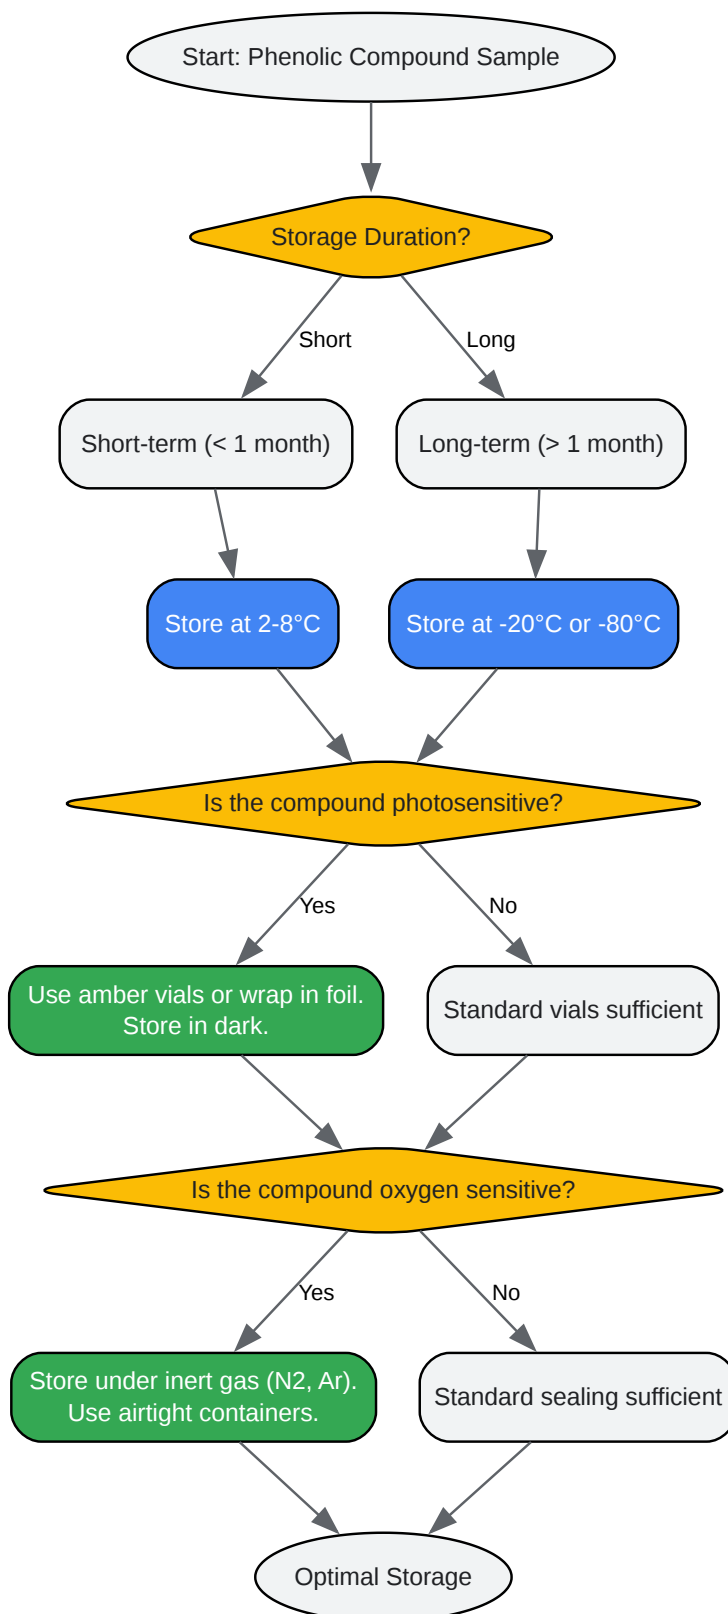 Start: Phenolic Compound Sample
Storage Duration?
Short
Long
Short-term (< 1 month)
Long-term (> 1 month)
Store at 2-8°C
Store at -20°C or -80°C
Is the compound photosensitive?
Yes
No
Use amber vials or wrap in foil.
Store in dark.
Standard vials sufficient
Is the compound oxygen sensitive?
Yes
No
Store under inert gas (N2, Ar).
Use airtight containers.
Standard sealing sufficient
Optimal Storage